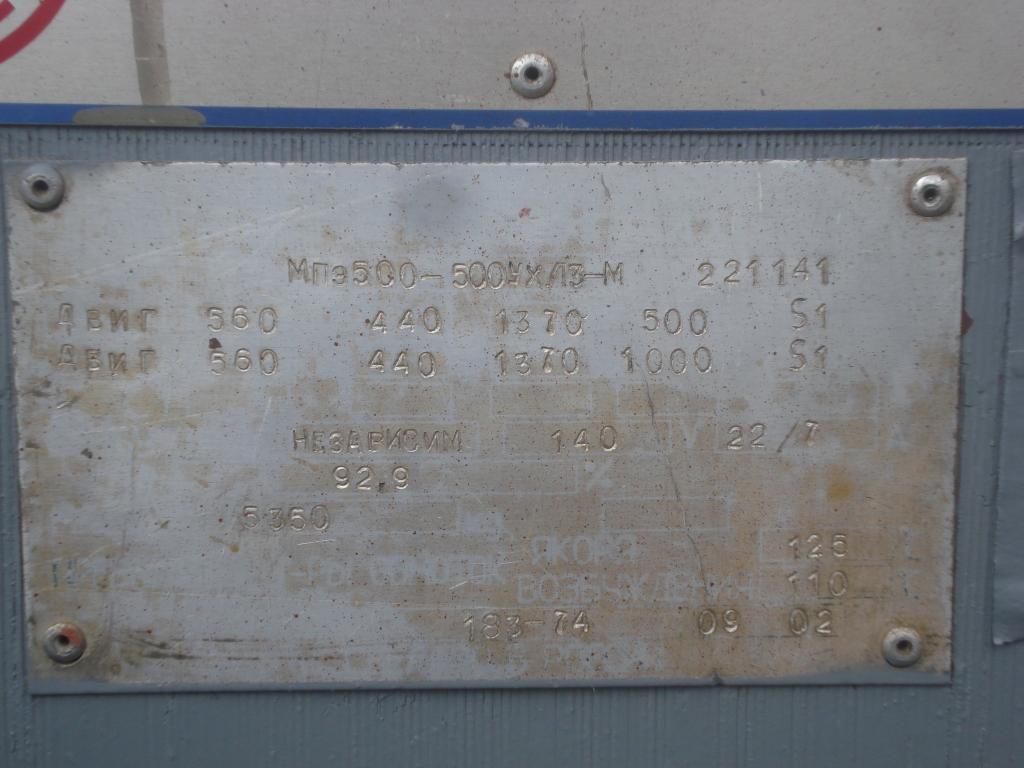 МПЭ500-500УХЛ3-М 221141
ДВИГ 560 440 1370 500 S1
ДВИГ 560 440 1370 1000 S1
НЕЗАВИСИМ 140 V 22/7 А
92,9 %
5350
ЯКОРЯ 125
ВОЗБУЖДЕНИЯ 110
183-74 09 02